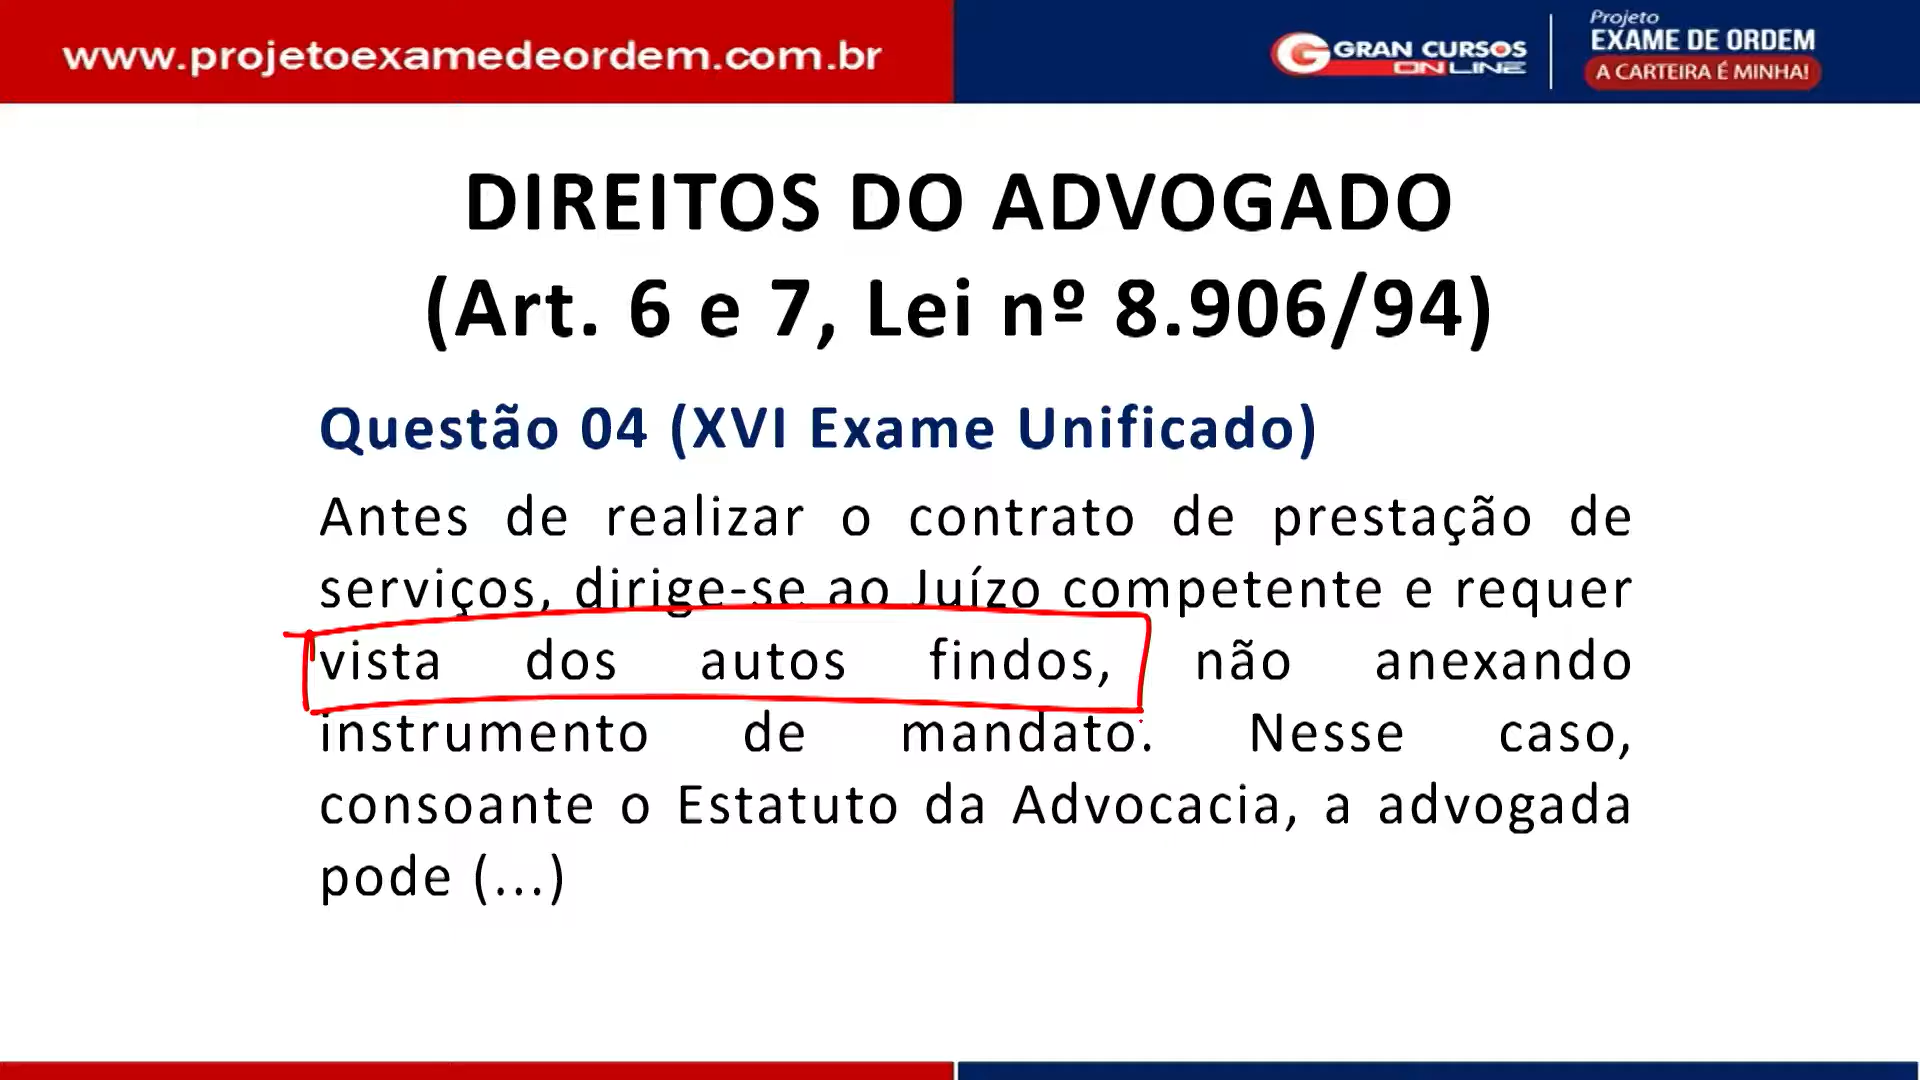 www.projetoexamedeordem.com.br
GRAN CURSOS
ONLINE
Projeto
EXAME DE ORDEM
A CARTEIRA É MINHA!
DIREITOS DO ADVOGADO
(Art. 6 e 7, Lei nº 8.906/94)
Questão 04 (XVI Exame Unificado)
Antes de realizar o contrato de prestação de
serviços, dirige-se ao Juízo competente e requer
vista dos autos findos, não anexando
instrumento de mandato. Nesse caso,
consoante o Estatuto da Advocacia, a advogada
pode (...)